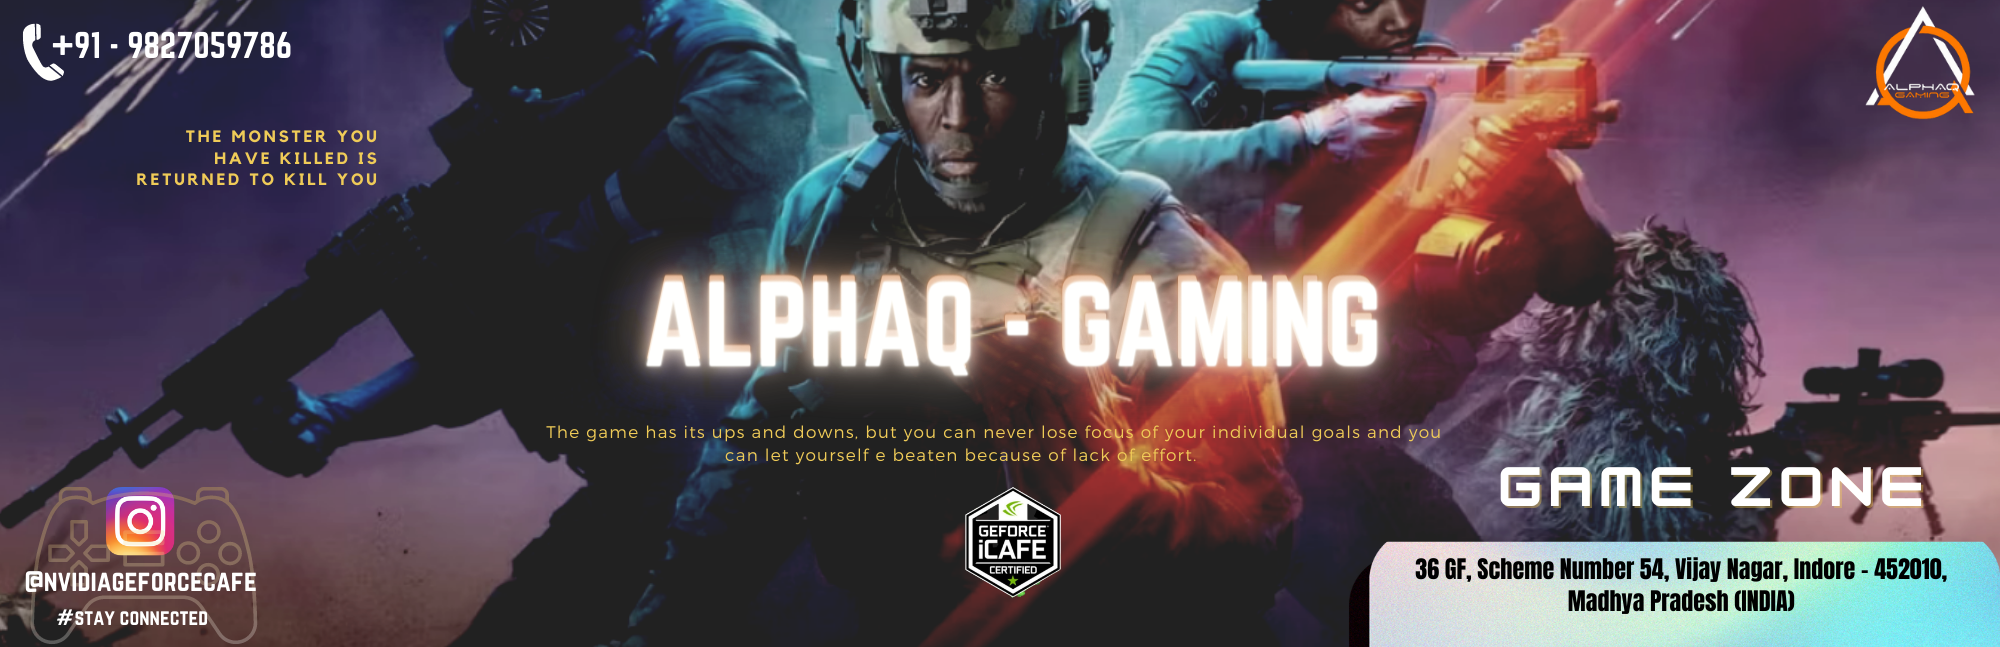 +91 - 9827059786
ALPHAQ
GAMING
THE MONSTER YOU
HAVE KILLED IS
RETURNED TO KILL YOU
ALPHAQ - GAMING
The game has its ups and downs, but you can never lose focus of your individual goals and you
can let yourself e beaten because of lack of effort.
GAME ZONE
GEFORCE
iCAFE
CERTIFIED
@NVIDIAGEFORCECAFE
#STAY CONNECTED
36 GF, Scheme Number 54, Vijay Nagar, Indore - 452010,
Madhya Pradesh (INDIA)